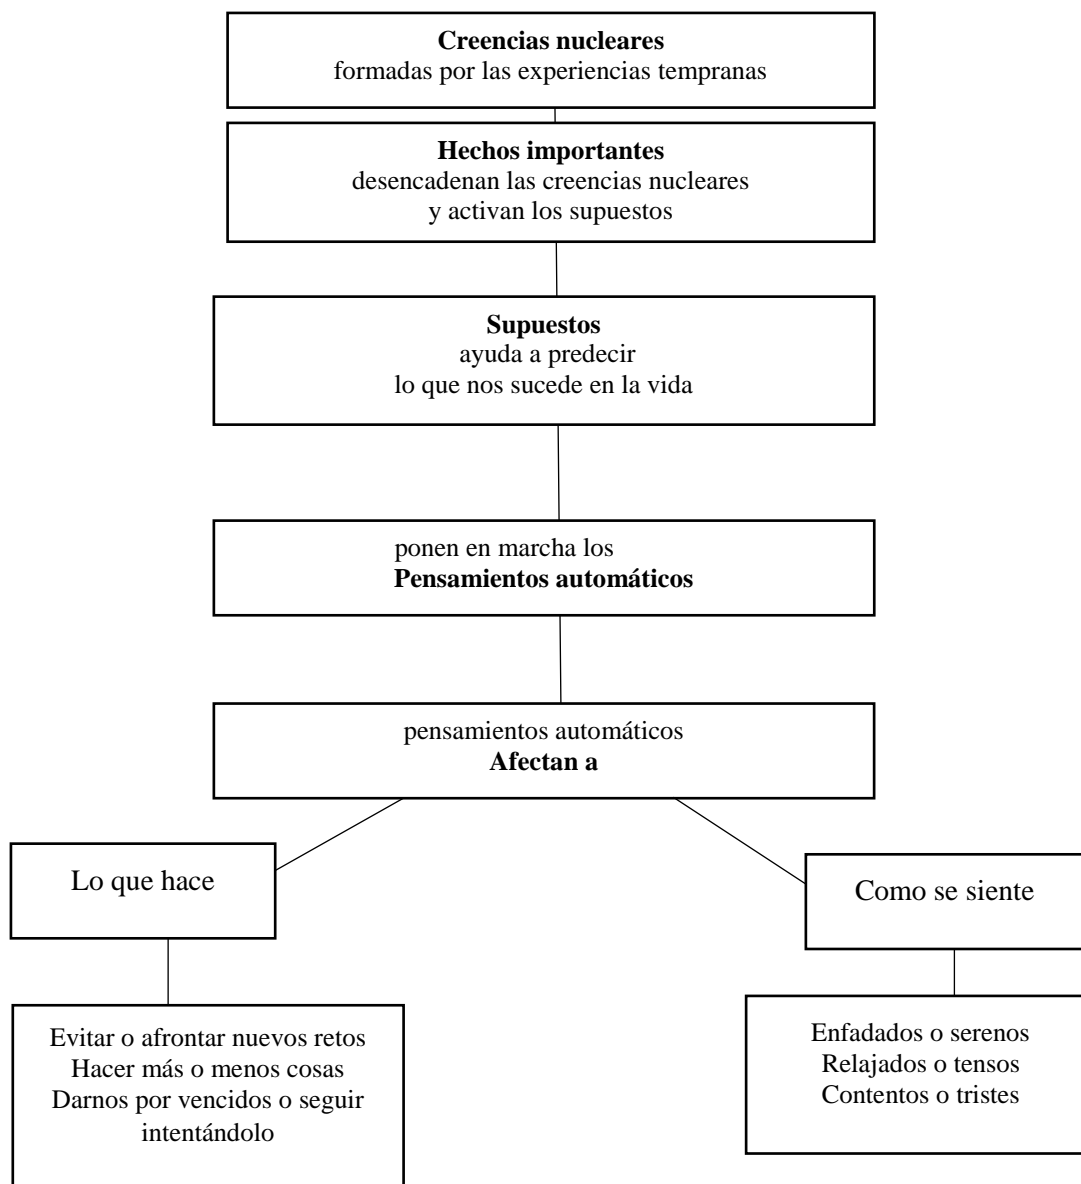 Creencias nucleares
formadas por las experiencias tempranas
Hechos importantes
desencadenan las creencias nucleares
y activan los supuestos
Supuestos
ayuda a predecir
lo que nos sucede en la vida
ponen en marcha los
Pensamientos automáticos
pensamientos automáticos
Afectan a
Lo que hace
Como se siente
Evitar o afrontar nuevos retos
Hacer más o menos cosas
Darnos por vencidos o seguir
intentándolo
Enfadados o serenos
Relajados o tensos
Contentos o tristes